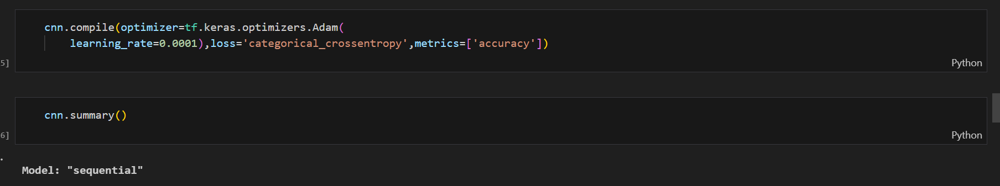 cnn.compile(optimizer=tf.keras.optimizers.Adam(
learning_rate=0.0001),loss='categorical_crossentropy',metrics=['accuracy'])
5]
Python
cnn.summary()
6]
Python
Model: "sequential"